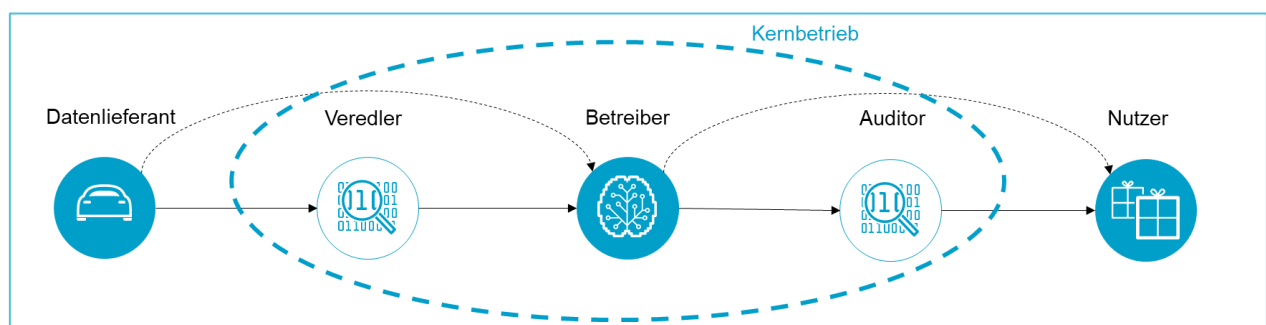 Kernbetrieb
Datenlieferant
Veredler
Betreiber
Auditor
Nutzer